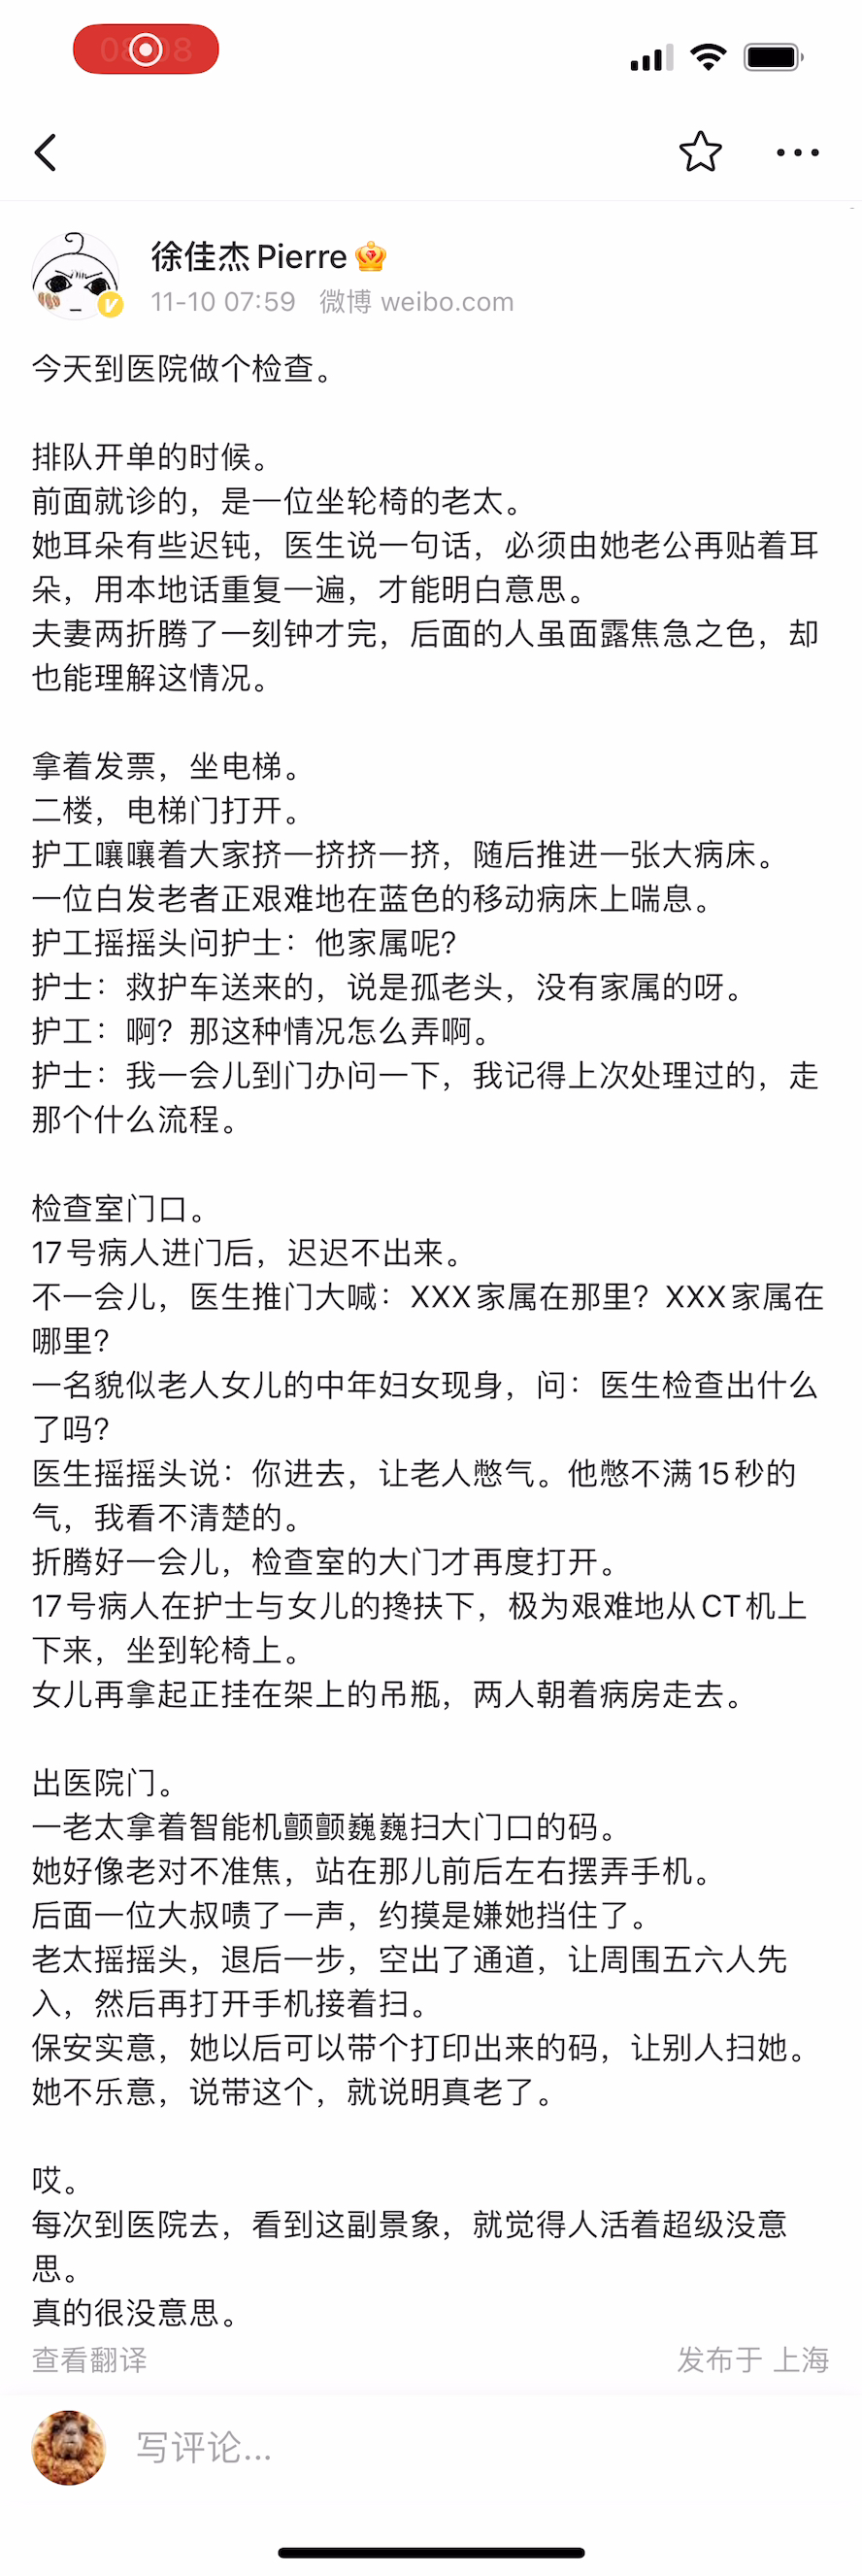 徐佳杰Pierre
11-10 07:59 微博 weibo.com
今天到医院做个检查。
排队开单的时候。
前面就诊的，是一位坐轮椅的老太。
她耳朵有些迟钝，医生说一句话，必须由她老公再贴着耳
朵，用本地话重复一遍，才能明白意思。
夫妻两折腾了一刻钟才完，后面的人虽面露焦急之色，却
也能理解这情况。
拿着发票，坐电梯。
二楼，电梯门打开。
护工嚷嚷着大家挤一挤挤一挤，随后推进一张大病床。
一位白发老者正艰难地在蓝色的移动病床上喘息。
护工摇摇头问护士：他家属呢？
护士：救护车送来的，说是孤老头，没有家属的呀。
护工：啊？那这种情况怎么弄啊。
护士：我一会儿到门办问一下，我记得上次处理过的，走
那个什么流程。
检查室门口。
17号病人进门后，迟迟不出来。
不一会儿，医生推门大喊：XXX家属在那里？XXX家属在
哪里？
一名貌似老人女儿的中年妇女现身，问：医生检查出什么
了吗？
医生摇摇头说：你进去，让老人憋气。他憋不满15秒的
气，我看不清楚的。
折腾好一会儿，检查室的大门才再度打开。
17号病人在护士与女儿的搀扶下，极为艰难地从CT机上
下来，坐到轮椅上。
女儿再拿起正挂在架上的吊瓶，两人朝着病房走去。
出医院门。
一老太拿着智能机颤颤巍巍扫大门口的码。
她好像老对不准焦，站在那儿前后左右摆弄手机。
后面一位大叔啧了一声，约摸是嫌她挡住了。
老太摇摇头，退后一步，空出了通道，让周围五六人先
入，然后再打开手机接着扫。
保安实意，她以后可以带个打印出来的码，让别人扫她。
她不乐意，说带这个，就说明真老了。
哎。
每次到医院去，看到这副景象，就觉得人活着超级没意
思。
真的很没意思。
查看翻译 发布于 上海
写评论...